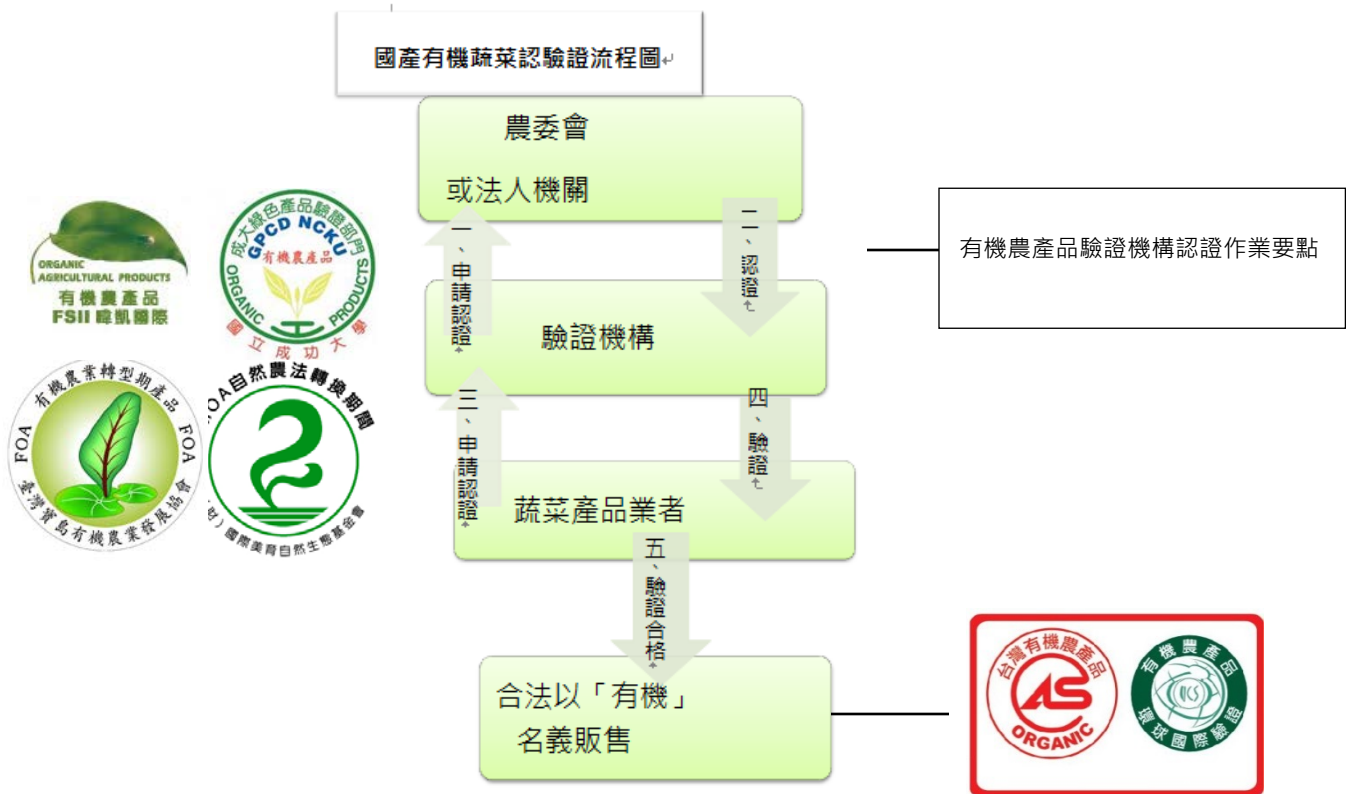 國產有機蔬菜認驗證流程圖
農委會
或法人機關
一、申請認證
二、認證
有機農產品驗證機構認證作業要點
驗證機構
三、申請認證
四、驗證
蔬菜產品業者
五、驗證合格
合法以「有機」
名義販售
ORGANIC
AGRICULTURAL PRODUCTS
有機農產品
FSII 暐凱國際
成大綠色產品驗證部門
GPCD NCKU
有機農產品
ORGANIC PRODUCTS
國立成功大學
FOA 有機農業轉型期產品 FOA
臺灣寶島有機農業發展協會
OA自然農法轉換期間
財）國際美育自然生態基金會
台灣有機農產品
AS
ORGANIC
有機農產品
UCS
環球國際驗證